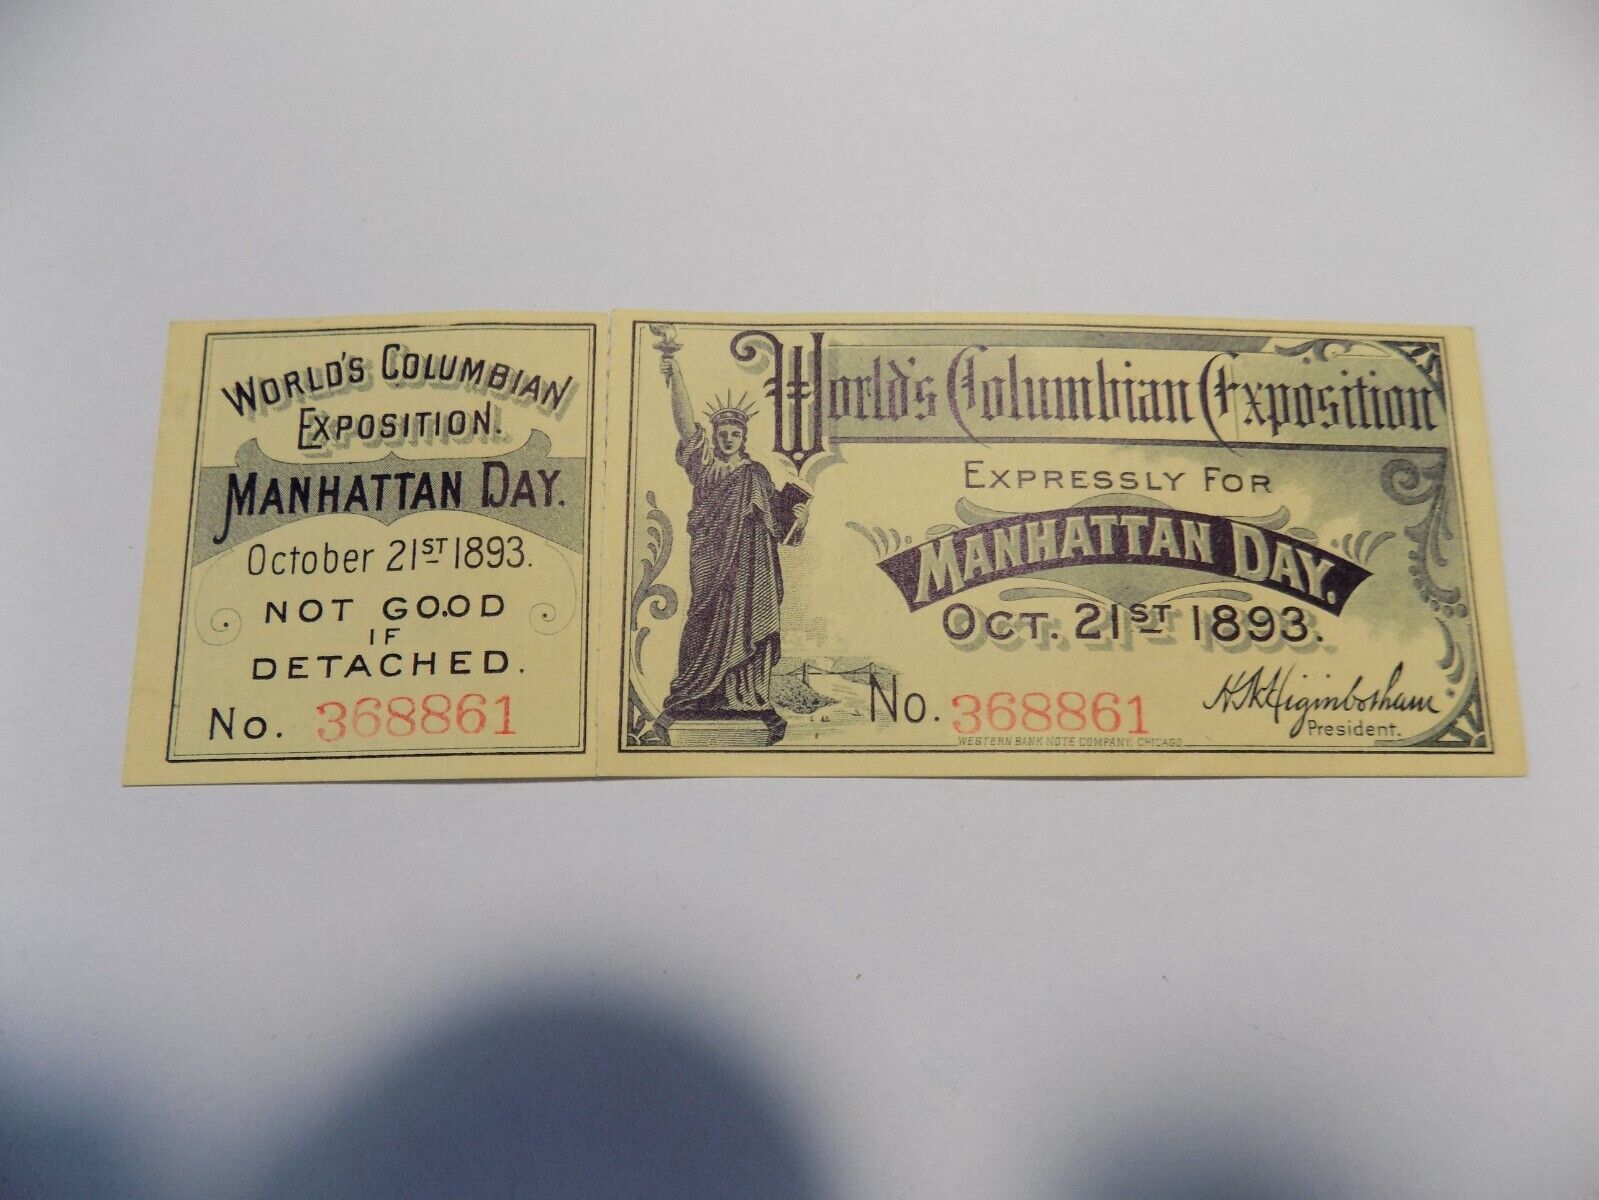 WORLD'S COLUMBIAN
EXPOSITION.
MANHATTAN DAY.
October 21ST 1893.
NOT GOOD
IF
DETACHED.
No. 368861
World's Columbian Exposition
EXPRESSLY FOR
MANHATTAN DAY.
OCT. 21ST 1893.
No. 368861
H N Higinbotham
President.
WESTERN BANK NOTE COMPANY, CHICAGO